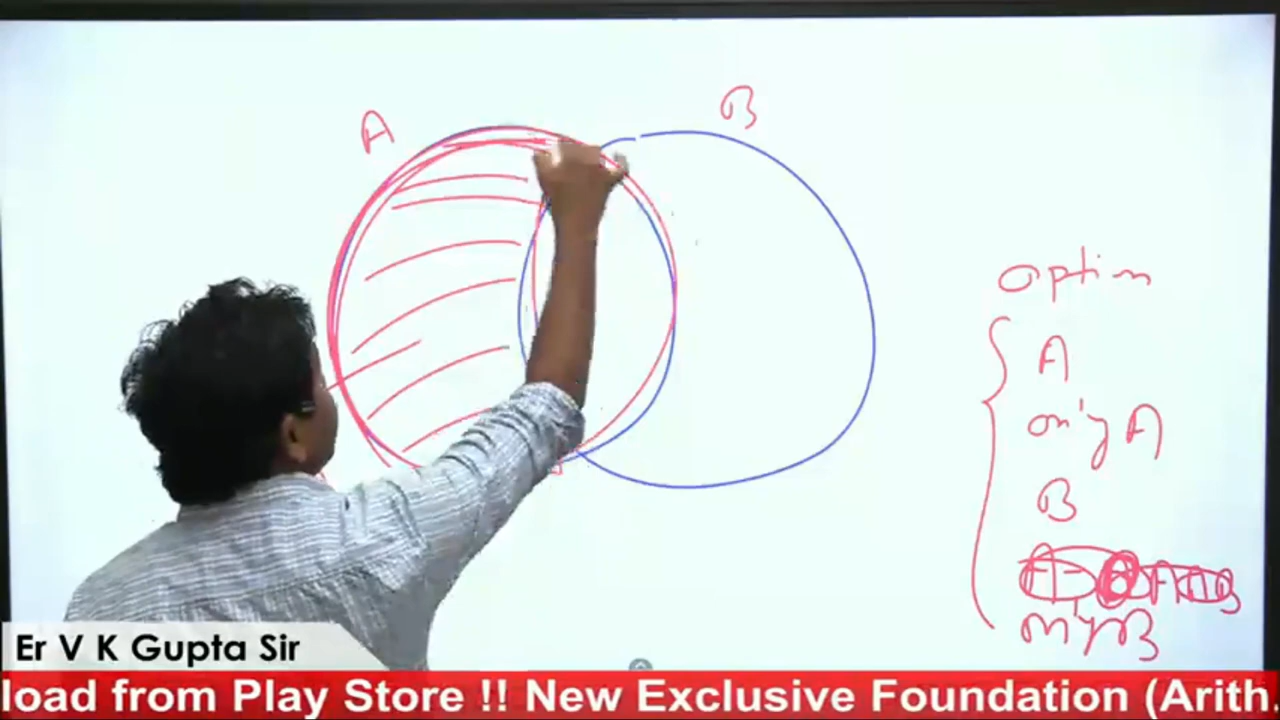 A
B
option
A
only A
B
only B
Er V K Gupta Sir
load from Play Store !! New Exclusive Foundation (Arith.